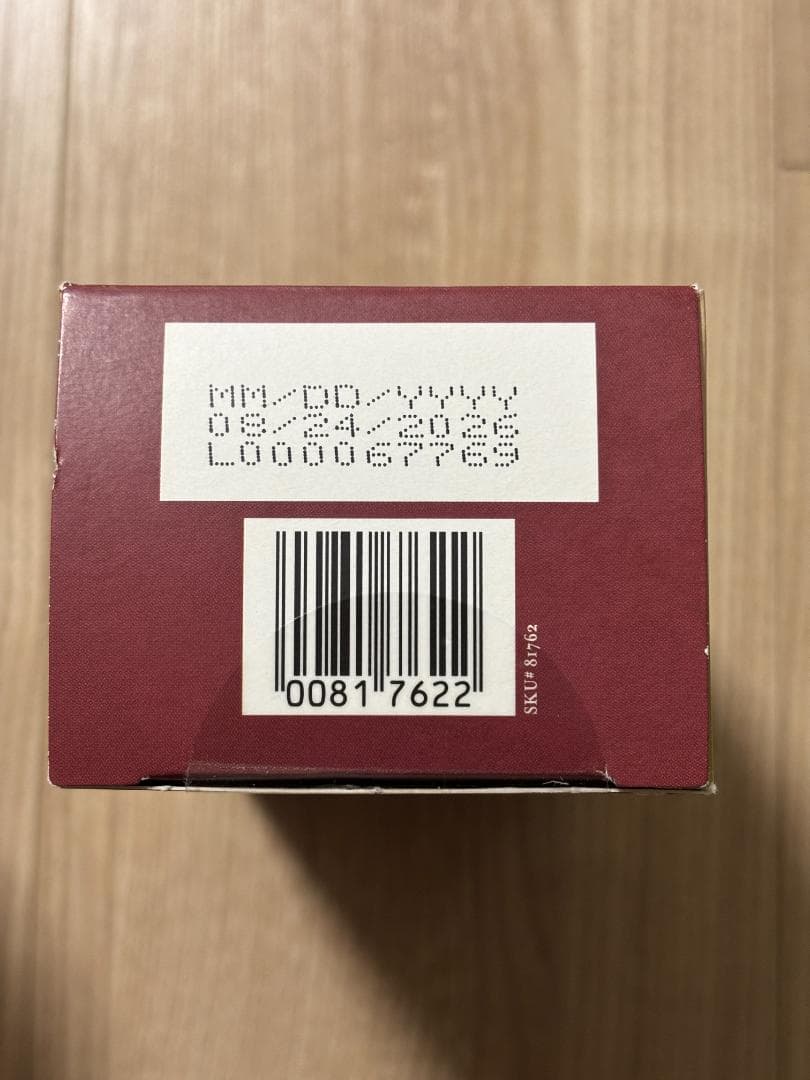 MM/DD/YYYY
08/24/2026
L000067769
0081 7622
SKU# 81762